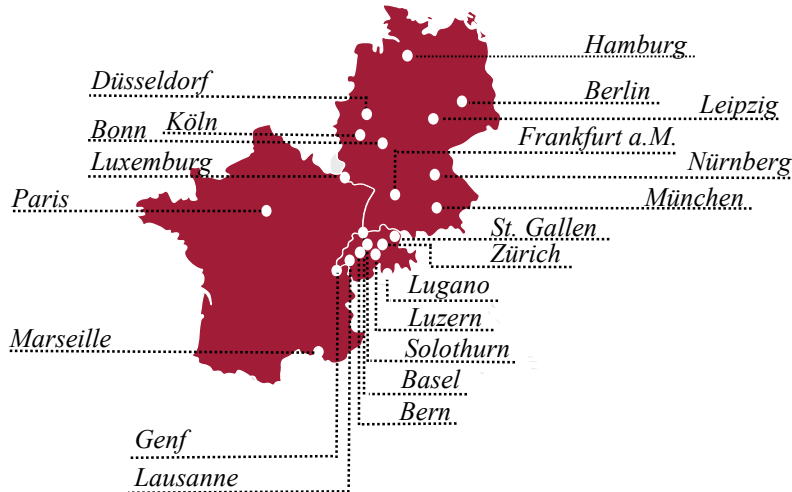 Hamburg
Düsseldorf
Berlin
Leipzig
Köln
Bonn
Frankfurt a.M.
Luxemburg
Nürnberg
Paris
München
St. Gallen
Zürich
Lugano
Luzern
Marseille
Solothurn
Basel
Bern
Genf
Lausanne